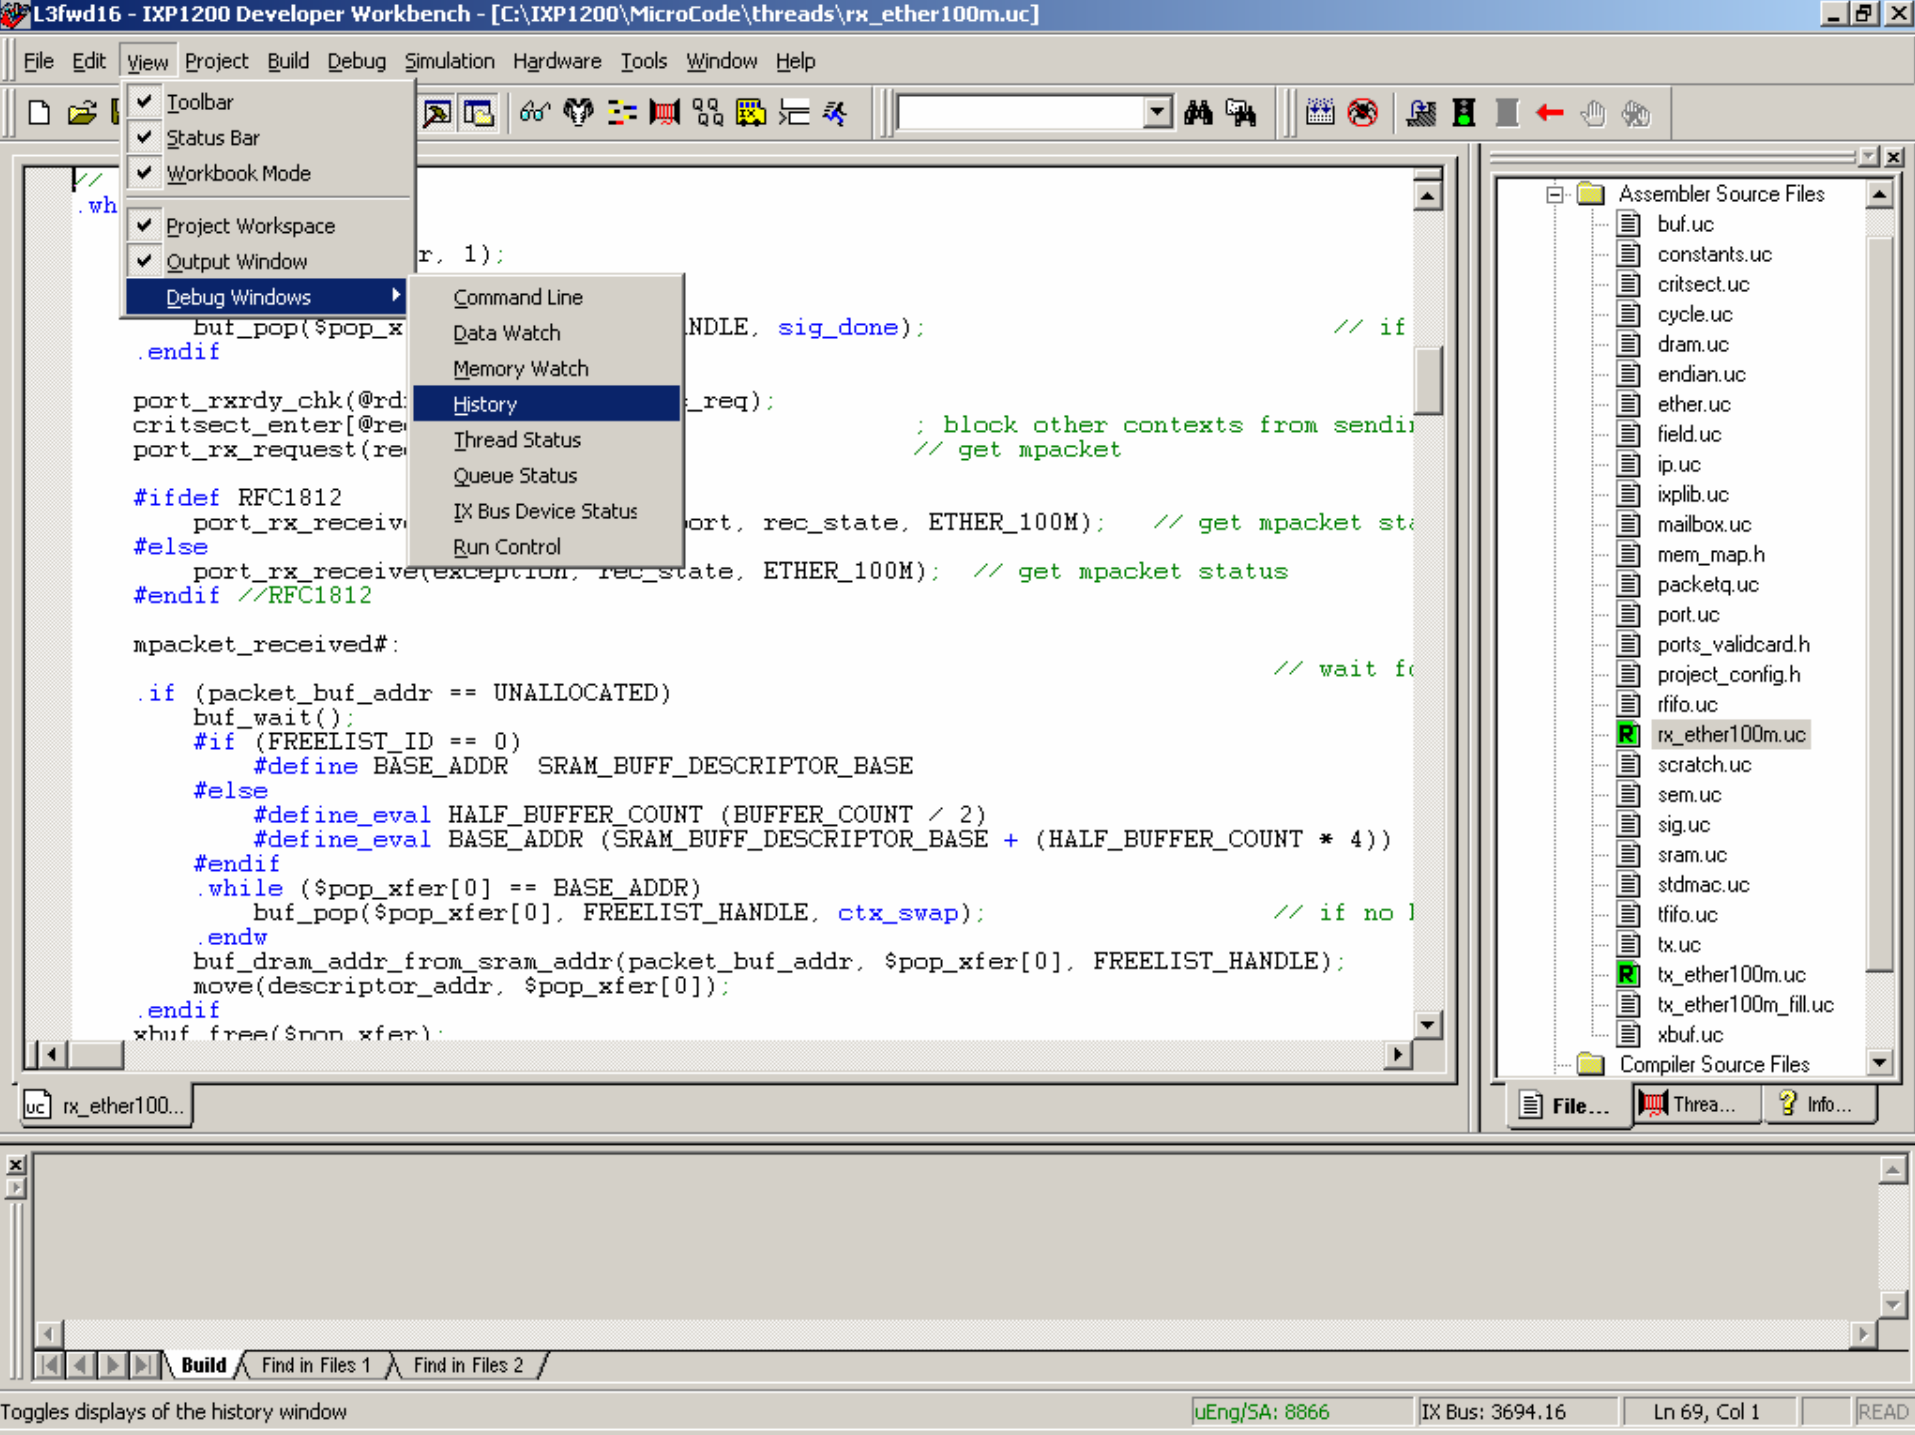 L3fwd16 - IXP1200 Developer Workbench - [C:\IXP1200\MicroCode\threads\rx_ether100m.uc]
File Edit View Project Build Debug Simulation Hardware Tools Window Help
Toolbar
Status Bar
Workbook Mode
Project Workspace
Output Window
Debug Windows
Command Line
Data Watch
Memory Watch
History
Thread Status
Queue Status
IX Bus Device Status
Run Control
//
.wh
r, 1);
buf_pop($pop_x NDLE, sig_done); // if
.endif
port_rxrdy_chk(@rd _req);
critsect_enter[@re ; block other contexts from sendi
port_rx_request(re // get mpacket
#ifdef RFC1812
port_rx_receiv ort, rec_state, ETHER_100M); // get mpacket sta
#else
port_rx_receive(exception, rec_state, ETHER_100M); // get mpacket status
#endif //RFC1812
mpacket_received#:
// wait fo
.if (packet_buf_addr == UNALLOCATED)
buf_wait();
#if (FREELIST_ID == 0)
#define BASE_ADDR SRAM_BUFF_DESCRIPTOR_BASE
#else
#define_eval HALF_BUFFER_COUNT (BUFFER_COUNT / 2)
#define_eval BASE_ADDR (SRAM_BUFF_DESCRIPTOR_BASE + (HALF_BUFFER_COUNT * 4))
#endif
.while ($pop_xfer[0] == BASE_ADDR)
buf_pop($pop_xfer[0], FREELIST_HANDLE, ctx_swap); // if no
.endw
buf_dram_addr_from_sram_addr(packet_buf_addr, $pop_xfer[0], FREELIST_HANDLE);
move(descriptor_addr, $pop_xfer[0]);
.endif
xbuf_free($pop_xfer);
uc rx_ether100...
Assembler Source Files
buf.uc
constants.uc
critsect.uc
cycle.uc
dram.uc
endian.uc
ether.uc
field.uc
ip.uc
ixplib.uc
mailbox.uc
mem_map.h
packetq.uc
port.uc
ports_validcard.h
project_config.h
rfifo.uc
R rx_ether100m.uc
scratch.uc
sem.uc
sig.uc
sram.uc
stdmac.uc
tfifo.uc
tx.uc
R tx_ether100m.uc
tx_ether100m_fill.uc
xbuf.uc
Compiler Source Files
File... Threa... Info...
Build Find in Files 1 Find in Files 2
Toggles displays of the history window uEng/SA: 8866 IX Bus: 3694.16 Ln 69, Col 1 READ